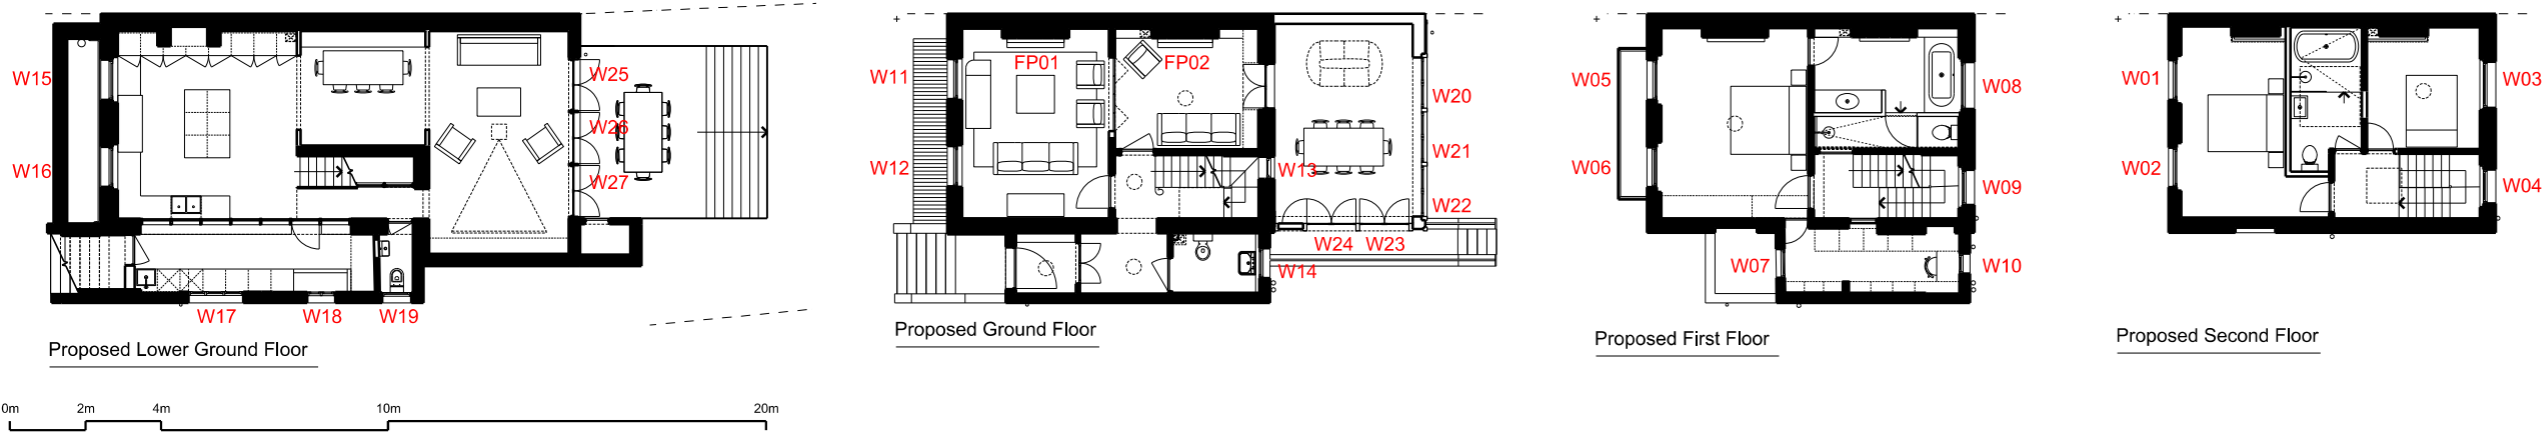 W15
W16
W25
W26
W27
W17 W18 W19
Proposed Lower Ground Floor
0m 2m 4m 10m 20m
W11
W12
FP01 FP02
W13
W14
W20
W21
W22
W24 W23
Proposed Ground Floor
W05
W06
W07
W08
W09
W10
Proposed First Floor
W01
W02
W03
W04
Proposed Second Floor